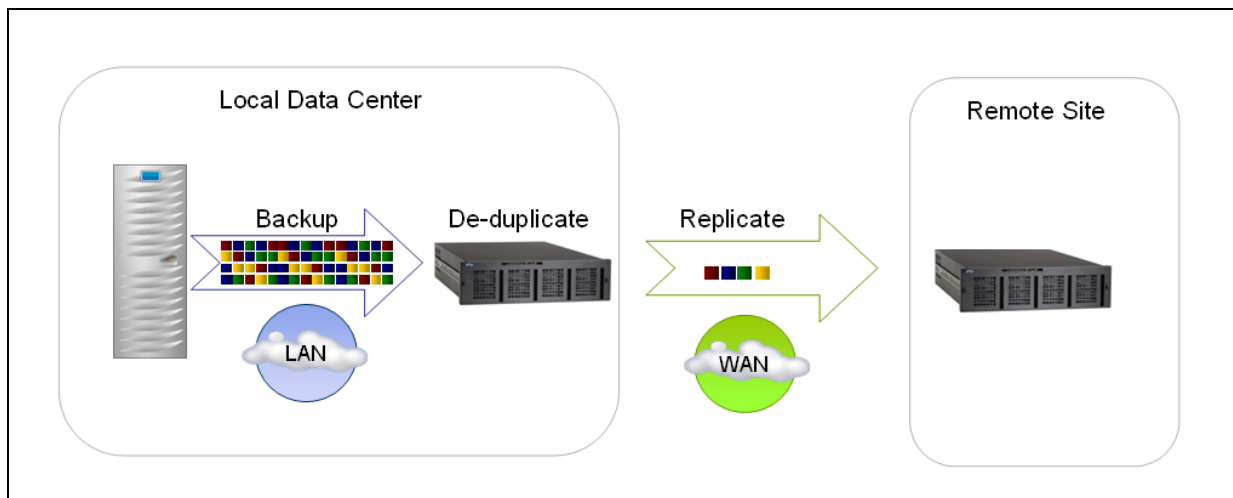 Local Data Center
Remote Site
Backup
De-duplicate
Replicate
LAN
WAN